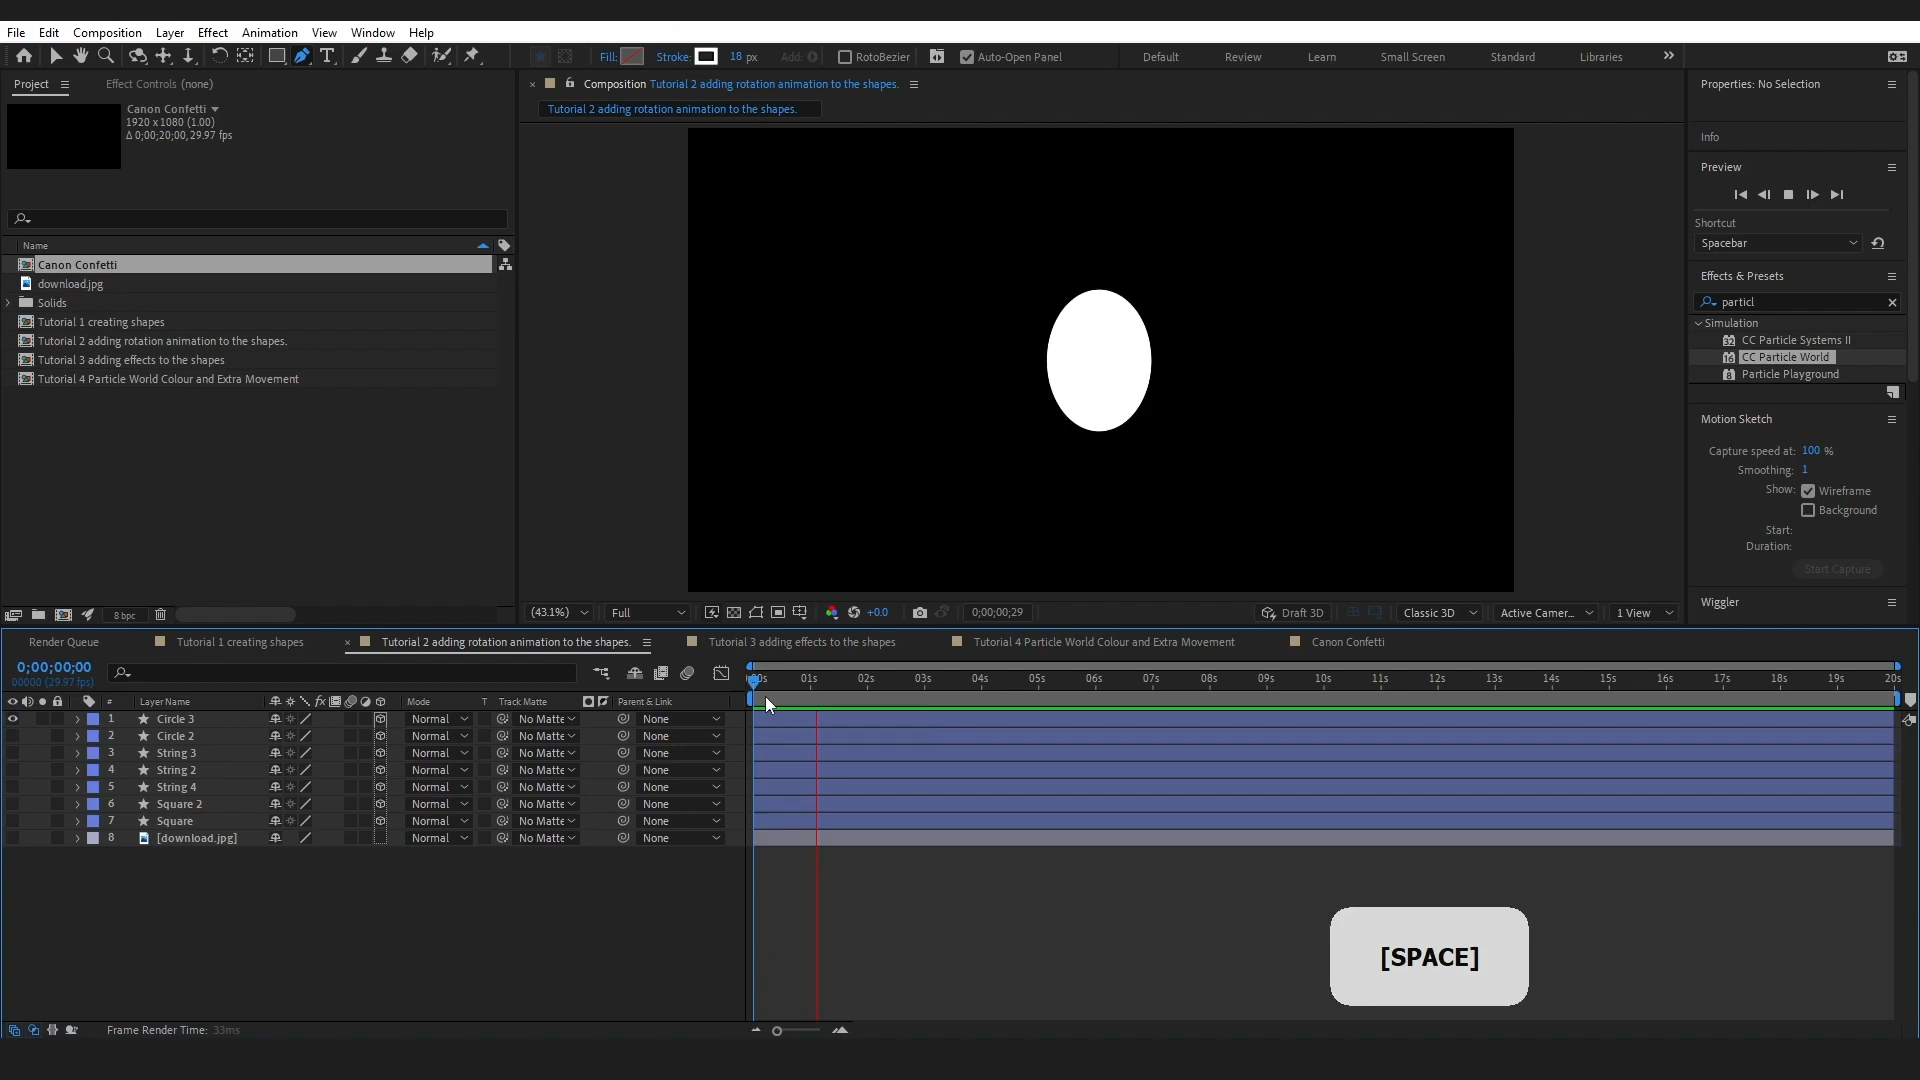 File Edit Composition Layer Effect Animation View Window Help
Fill: Stroke: 18 px Add: RotoBezier Auto-Open Panel Default Review Learn Small Screen Standard Libraries
Project Effect Controls (none)
Canon Confetti
1920 x 1080 (1.00)
Δ 0;00;20;00, 29.97 fps
Name
Canon Confetti
download.jpg
Solids
Tutorial 1 creating shapes
Tutorial 2 adding rotation animation to the shapes.
Tutorial 3 adding effects to the shapes
Tutorial 4 Particle World Colour and Extra Movement
8 bpc
Composition Tutorial 2 adding rotation animation to the shapes.
Tutorial 2 adding rotation animation to the shapes.
(43.1%) Full +0.0 0;00;00;29 Draft 3D Classic 3D Active Camer... 1 View
Properties: No Selection
Info
Preview
Shortcut
Spacebar
Effects & Presets
particl
Simulation
32 CC Particle Systems II
16 CC Particle World
8 Particle Playground
Motion Sketch
Capture speed at: 100 %
Smoothing: 1
Show: Wireframe
Background
Start:
Duration:
Start Capture
Wiggler
Render Queue Tutorial 1 creating shapes Tutorial 2 adding rotation animation to the shapes. Tutorial 3 adding effects to the shapes Tutorial 4 Particle World Colour and Extra Movement Canon Confetti
0;00;00;00
00000 (29.97 fps)
00s 01s 02s 03s 04s 05s 06s 07s 08s 09s 10s 11s 12s 13s 14s 15s 16s 17s 18s 19s 20s
# Layer Name fx Mode T Track Matte Parent & Link
1 Circle 3 Normal No Matte None
2 Circle 2 Normal No Matte None
3 String 3 Normal No Matte None
4 String 2 Normal No Matte None
5 String 4 Normal No Matte None
6 Square 2 Normal No Matte None
7 Square Normal No Matte None
8 [download.jpg] Normal No Matte None
[SPACE]
Frame Render Time: 33ms